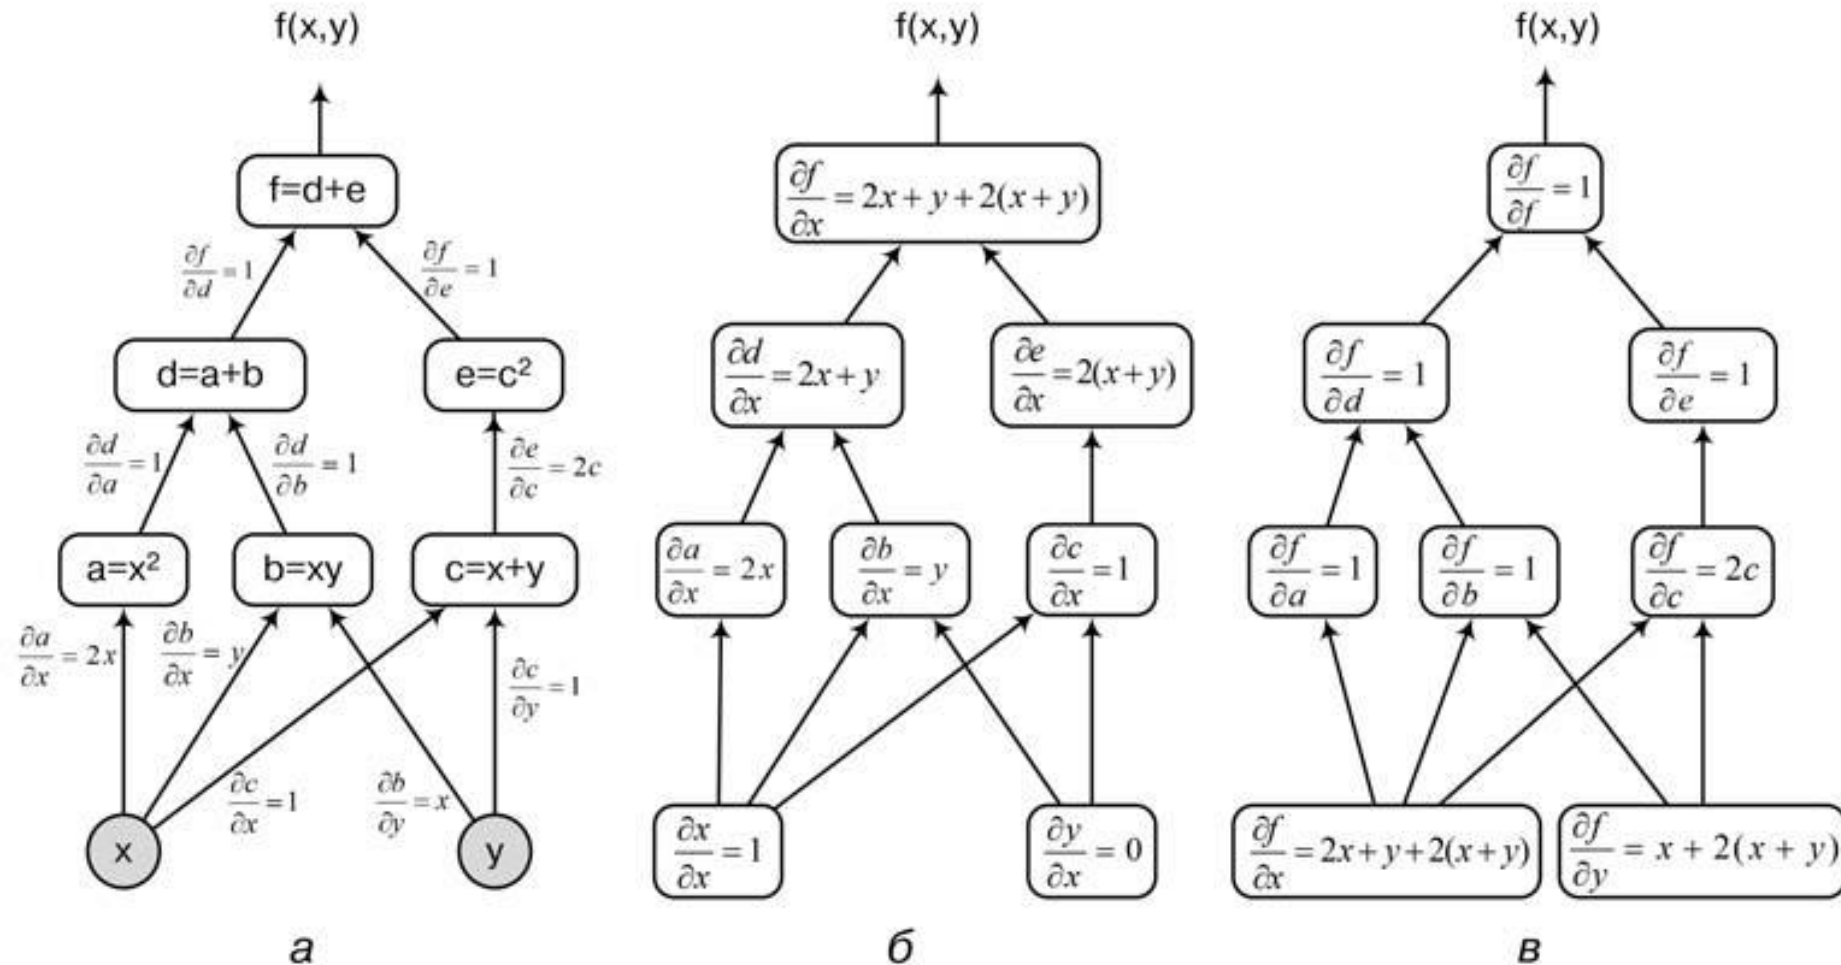 f(x,y)
f=d+e
∂f/∂d = 1
∂f/∂e = 1
d=a+b
e=c²
∂d/∂a = 1
∂d/∂b = 1
∂e/∂c = 2c
a=x²
b=xy
c=x+y
∂a/∂x = 2x
∂b/∂x = y
∂c/∂y = 1
∂c/∂x = 1
∂b/∂y = x
x
y
а
f(x,y)
∂f/∂x = 2x + y + 2(x + y)
∂d/∂x = 2x + y
∂e/∂x = 2(x+y)
∂a/∂x = 2x
∂b/∂x = y
∂c/∂x = 1
∂x/∂x = 1
∂y/∂x = 0
б
f(x,y)
∂f/∂f = 1
∂f/∂d = 1
∂f/∂e = 1
∂f/∂a = 1
∂f/∂b = 1
∂f/∂c = 2c
∂f/∂x = 2x + y + 2(x + y)
∂f/∂y = x + 2(x + y)
в